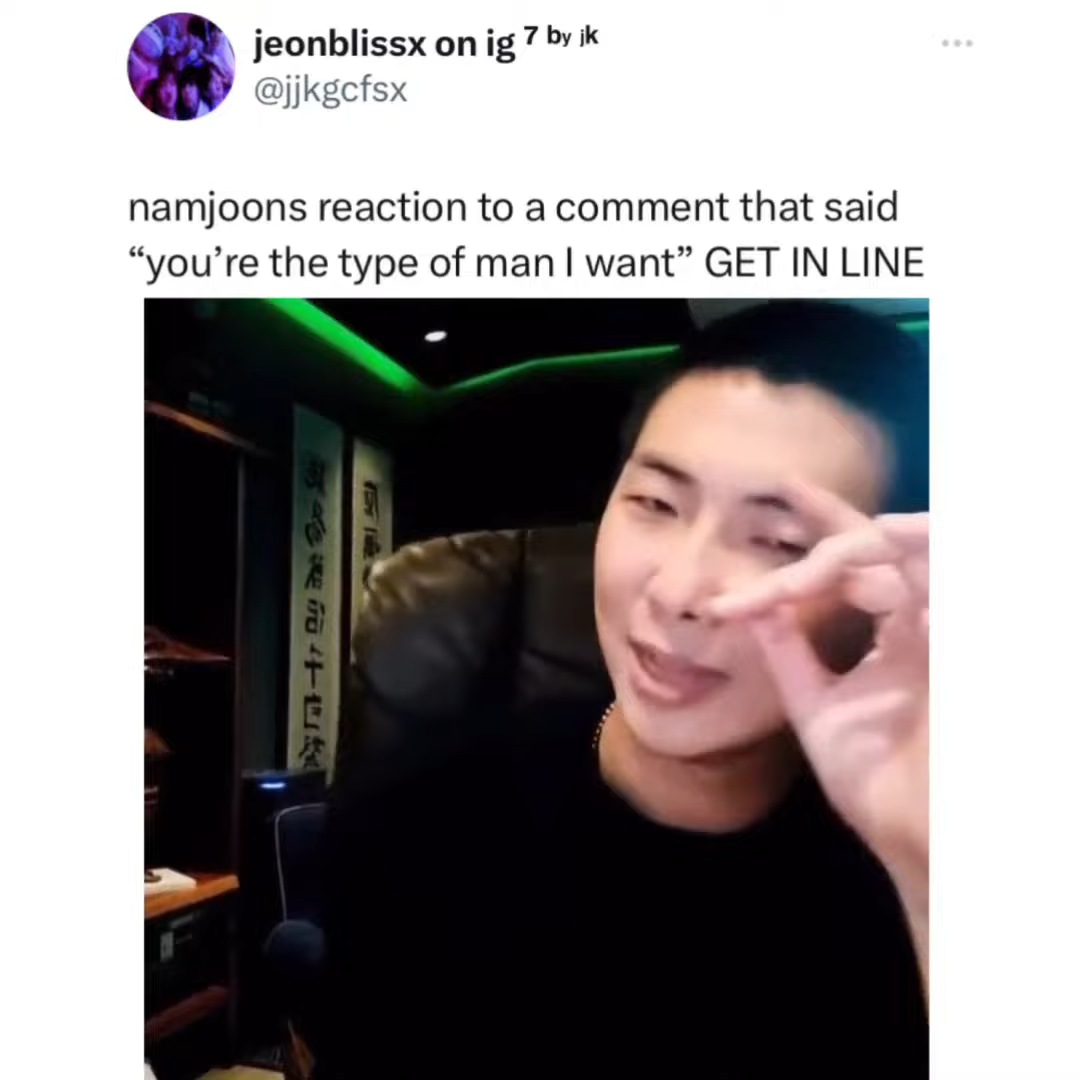 jeonblissx on ig ⁷ ᵇʸ ʲᵏ
@jjkgcfsx
namjoons reaction to a comment that said
“you’re the type of man I want” GET IN LINE